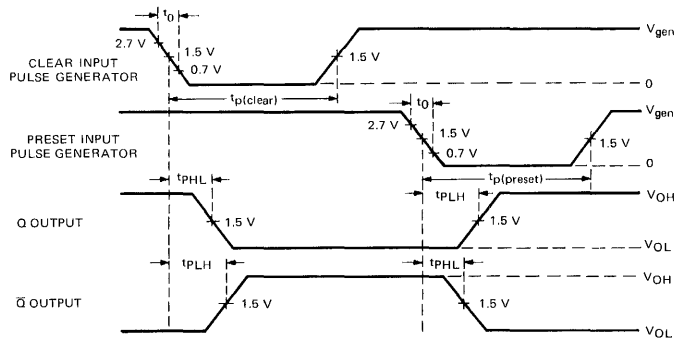 t0
Vgen
2.7 V
1.5 V
1.5 V
CLEAR INPUT
PULSE GENERATOR
0.7 V
0
tp(clear)
t0
Vgen
2.7 V
1.5 V
1.5 V
PRESET INPUT
PULSE GENERATOR
0.7 V
0
tPHL
tp(preset)
tPLH
VOH
Q OUTPUT
1.5 V
1.5 V
VOL
tPLH
tPHL
VOH
Q̅ OUTPUT
1.5 V
1.5 V
VOL